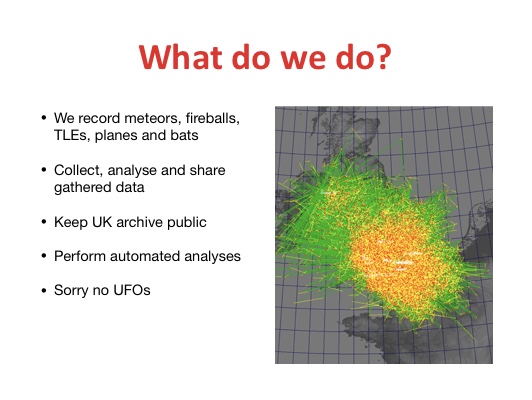 What do we do?
• We record meteors, fireballs,
TLEs, planes and bats
• Collect, analyse and share
gathered data
• Keep UK archive public
• Perform automated analyses
• Sorry no UFOs